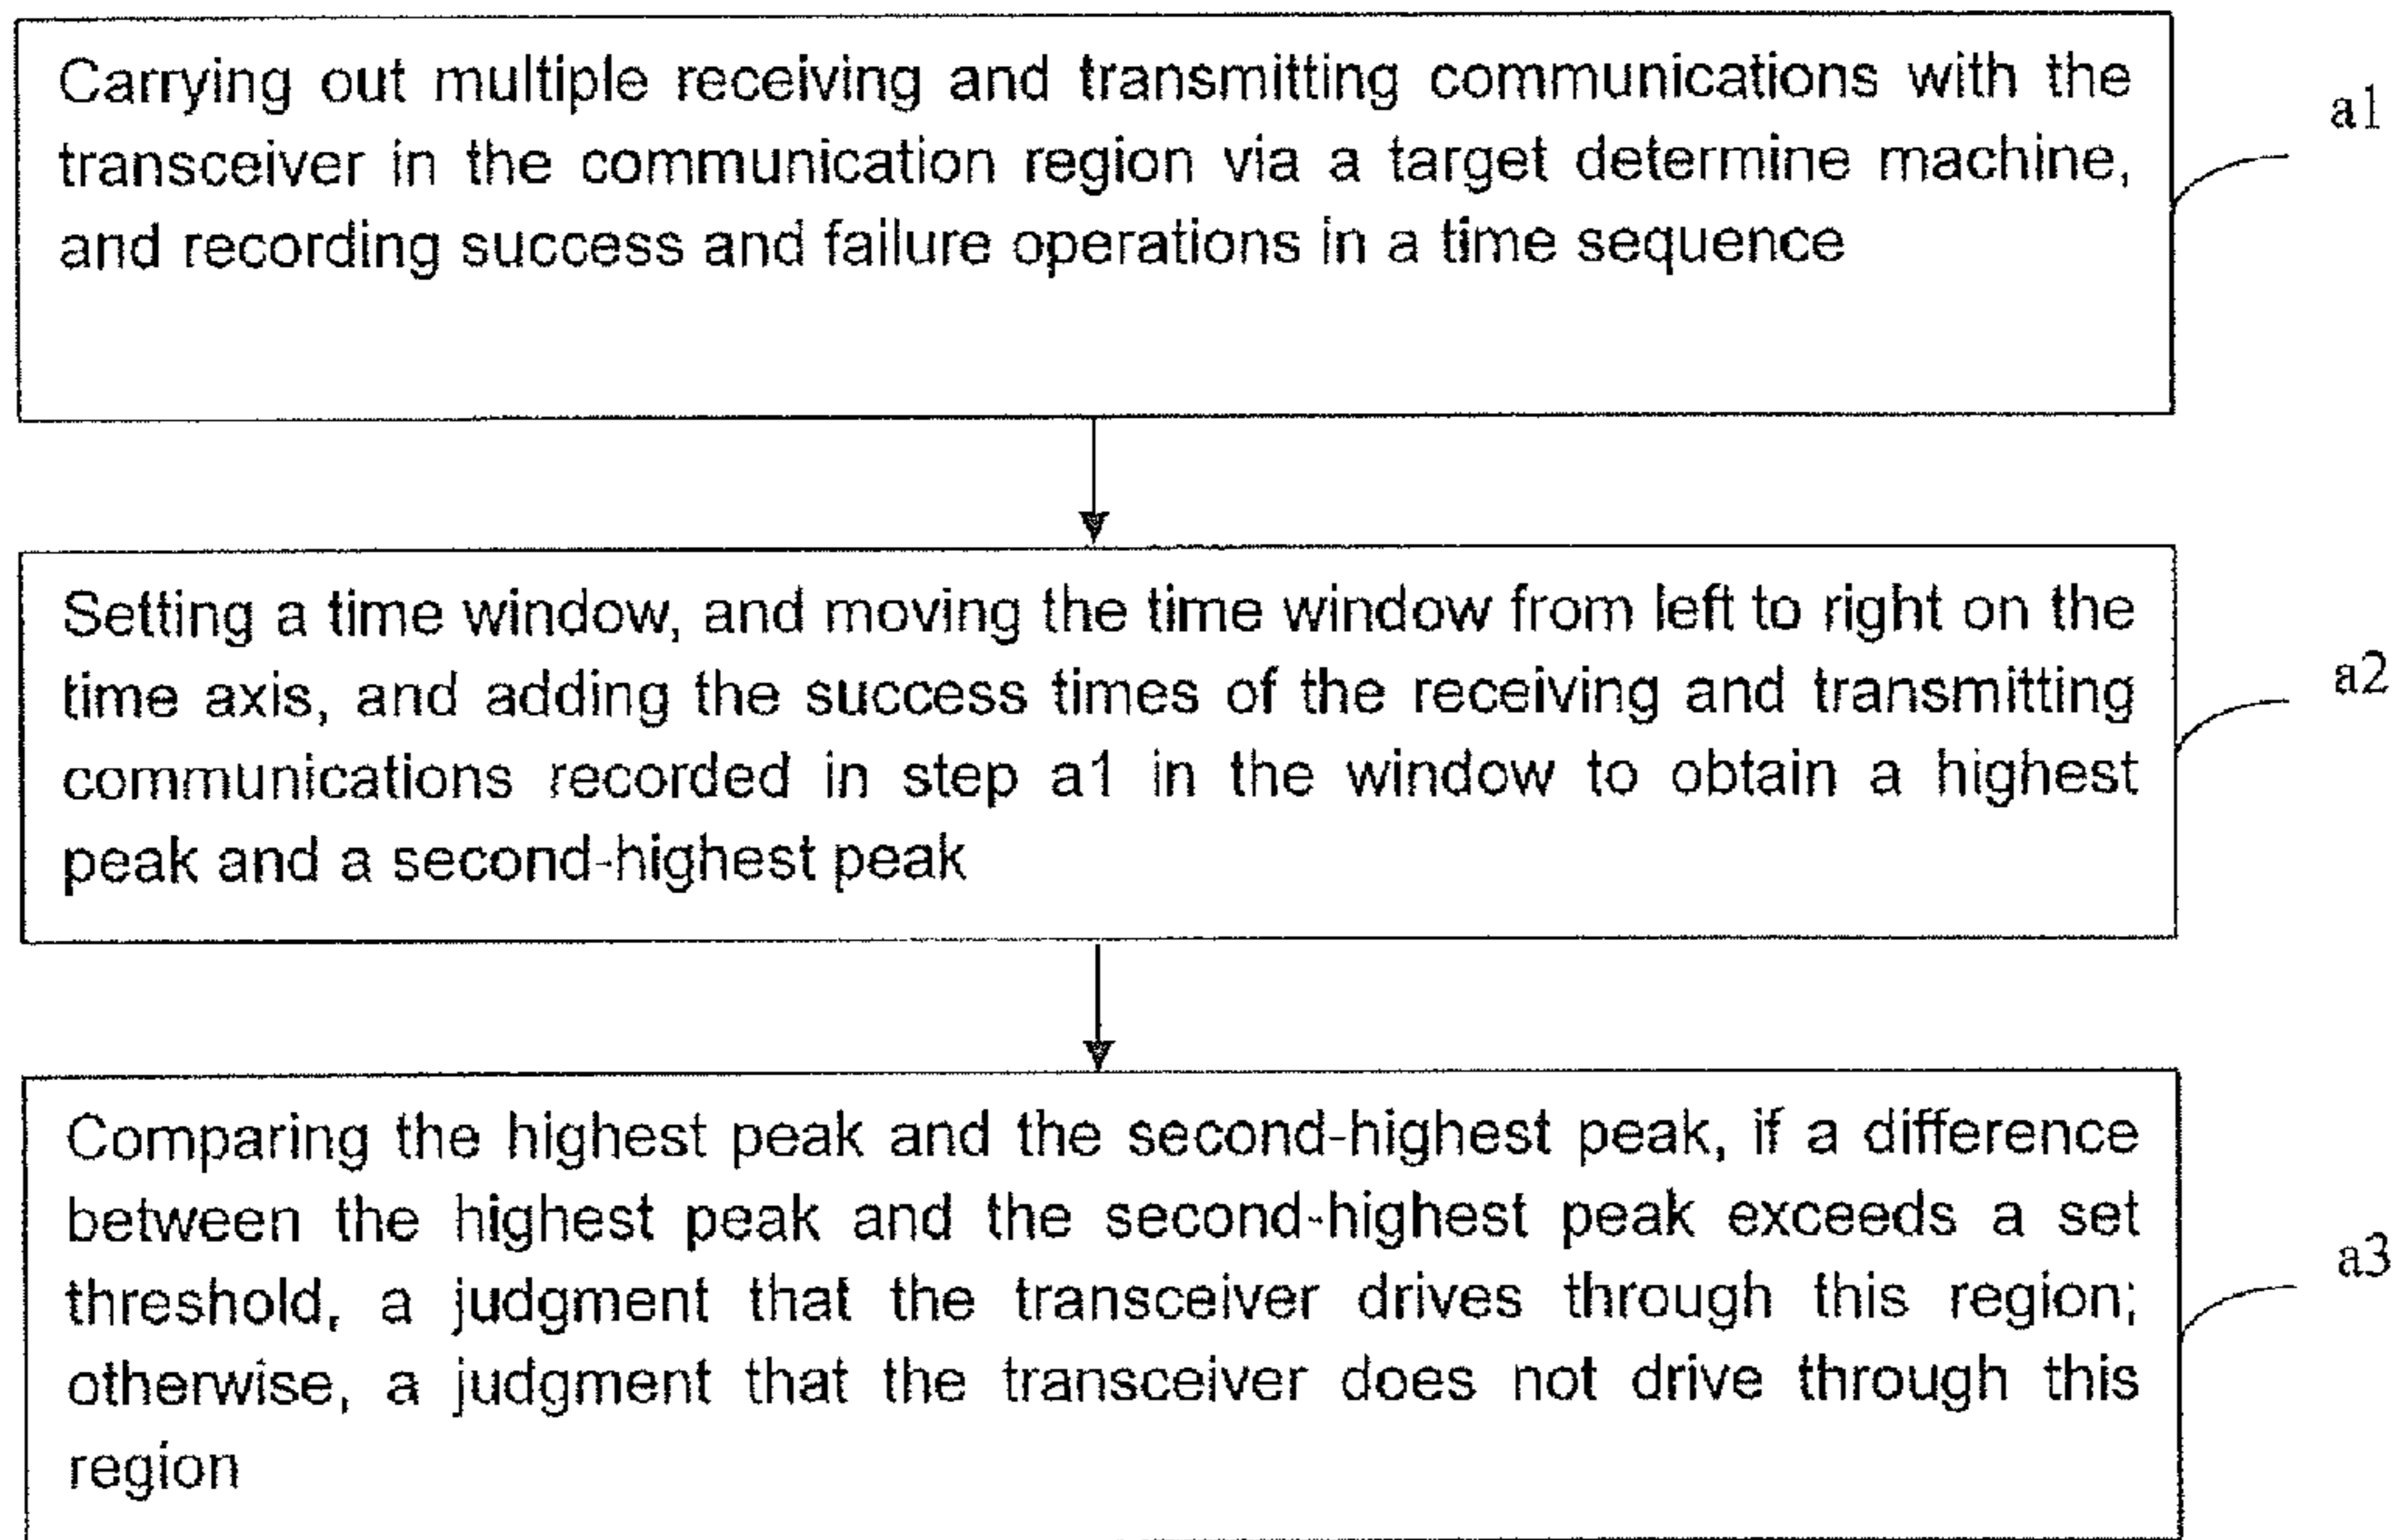 Carrying out multiple receiving and transmitting communications with the
transceiver in the communication region via a target determine machine,
and recording success and failure operations in a time sequence
a1
Setting a time window, and moving the time window from left to right on the
time axis, and adding the success times of the receiving and transmitting
communications recorded in step a1 in the window to obtain a highest
peak and a second-highest peak
a2
Comparing the highest peak and the second-highest peak, if a difference
between the highest peak and the second-highest peak exceeds a set
threshold, a judgment that the transceiver drives through this region;
otherwise, a judgment that the transceiver does not drive through this
region
a3